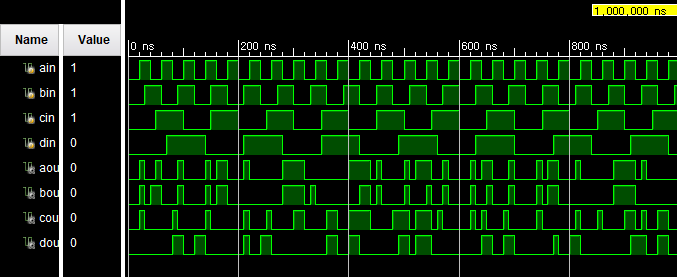 1,000,000 ns
Name Value
0 ns 200 ns 400 ns 600 ns 800 ns
ain 1
bin 1
cin 1
din 0
aou 0
bou 0
cou 0
dou 0